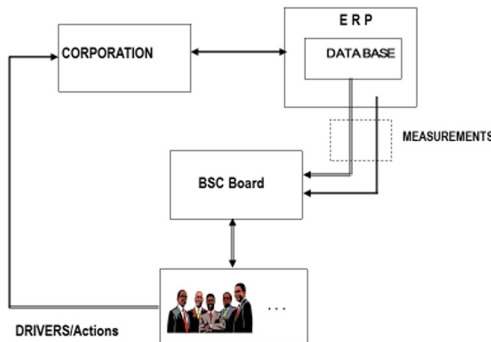 E R P
CORPORATION
DATA BASE
MEASUREMENTS
BSC Board
...
DRIVERS/Actions